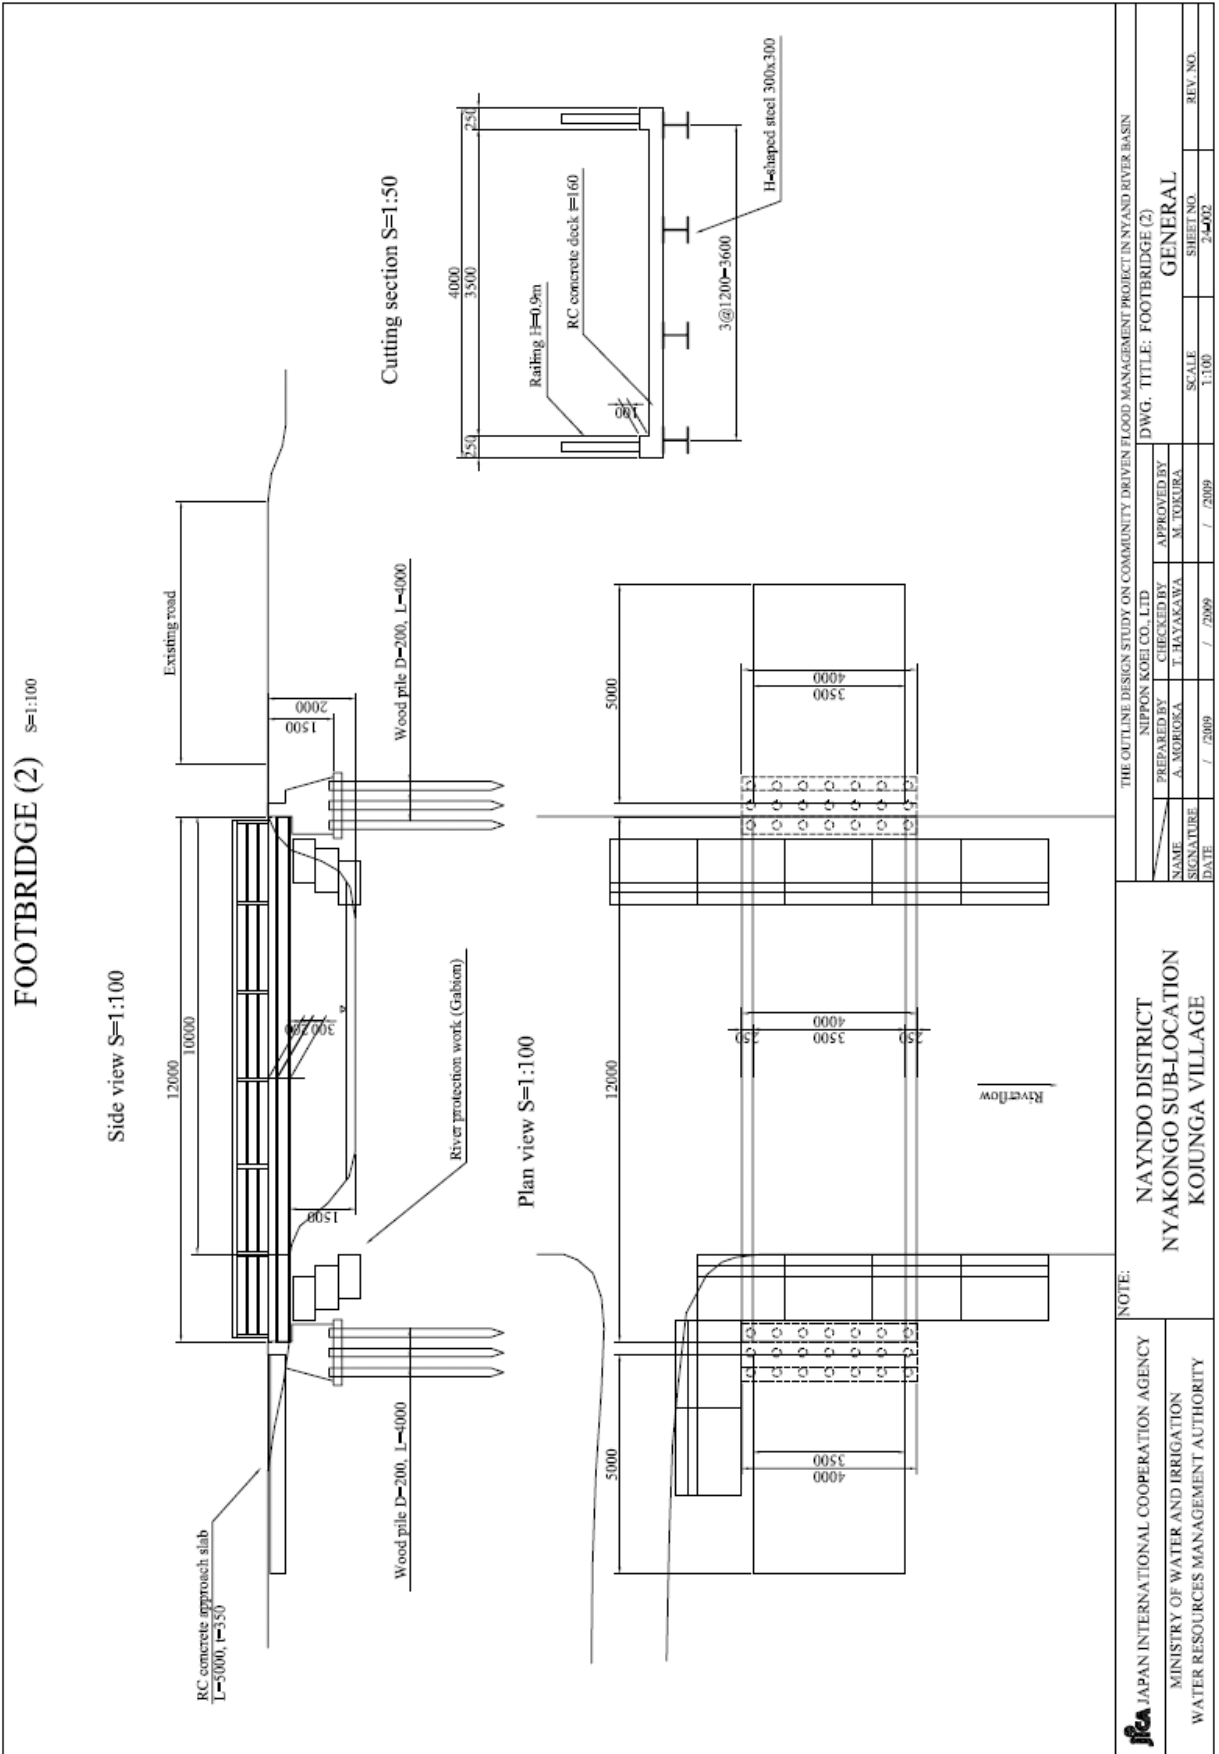 FOOTBRIDGE (2) S=1:100
Side view S=1:100
12000
10000
Existing road
RC concrete approach slab
L=5000, t=350
1500
300 200
1500
2000
Wood pile D=200, L=4000
Wood pile D=200, L=4000
River protection work (Gabion)
Cutting section S=1:50
4000
250
3500
250
Railing H=0.9m
RC concrete deck t=160
100
3@1200=3600
H-shaped steel 300x300
Plan view S=1:100
5000
12000
5000
4000
3500
250
4000
3500
250
3500
4000
Riverflow
JICA JAPAN INTERNATIONAL COOPERATION AGENCY
MINISTRY OF WATER AND IRRIGATION
WATER RESOURCES MANAGEMENT AUTHORITY
NOTE:
NAYNDO DISTRICT
NYAKONGO SUB-LOCATION
KOJUNGA VILLAGE
THE OUTLINE DESIGN STUDY ON COMMUNITY DRIVEN FLOOD MANAGEMENT PROJECT IN NYAND RIVER BASIN
NIPPON KOEI CO., LTD
PREPARED BY CHECKED BY APPROVED BY
NAME A. MORIOKA T. HAYAKAWA M. TOKURA
SIGNATURE
DATE / /2009 / /2009 / /2009
DWG. TITLE: FOOTBRIDGE (2)
GENERAL
SCALE SHEET NO. REV. NO.
1:100 24-002